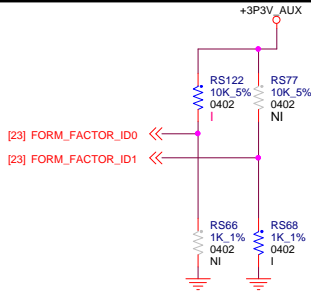 +3P3V_AUX
RS122
10K_5%
0402
I
RS77
10K_5%
0402
NI
[23] FORM_FACTOR_ID0
[23] FORM_FACTOR_ID1
RS66
1K_1%
0402
NI
RS68
1K_1%
0402
I